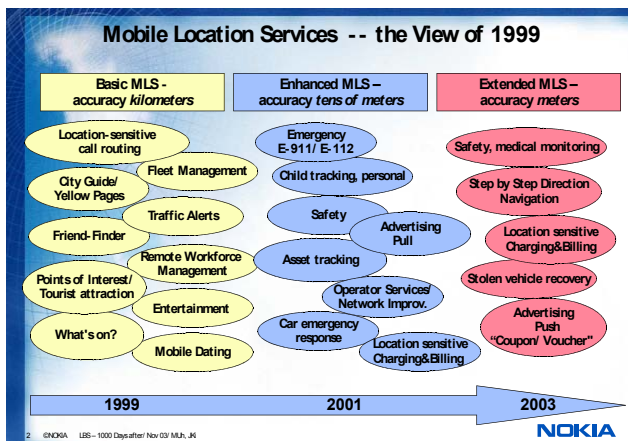 Mobile Location Services -- the View of 1999
Basic MLS -
accuracy kilometers
Enhanced MLS –
accuracy tens of meters
Extended MLS –
accuracy meters
Location-sensitive
call routing
Fleet Management
City Guide/
Yellow Pages
Traffic Alerts
Friend-Finder
Remote Workforce
Management
Points of Interest/
Tourist attraction
Entertainment
What's on?
Mobile Dating
Emergency
E-911/ E-112
Child tracking, personal
Safety
Advertising
Pull
Asset tracking
Operator Services/
Network Improv.
Car emergency
response
Location sensitive
Charging&Billing
Safety, medical monitoring
Step by Step Direction
Navigation
Location sensitive
Charging&Billing
Stolen vehicle recovery
Advertising
Push
“Coupon/ Voucher”
1999
2001
2003
2 ©NOKIA LBS – 1000 Days after/ Nov 03/ MUh, JKi
NOKIA